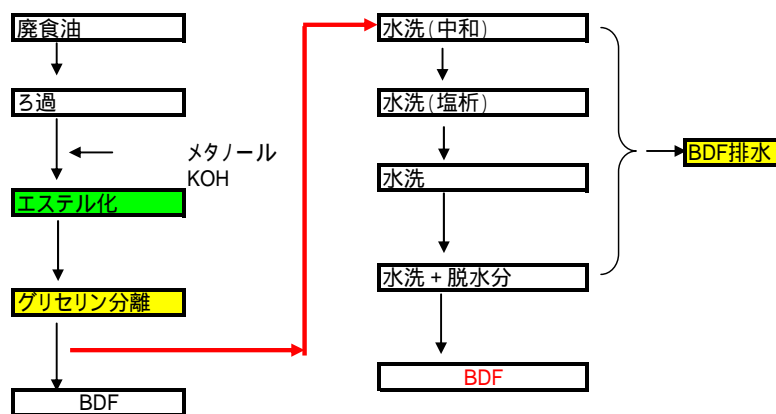 廃食油
ろ過
メタノール
KOH
エステル化
グリセリン分離
BDF
水洗(中和)
水洗(塩析)
水洗
水洗+脱水分
BDF
BDF排水